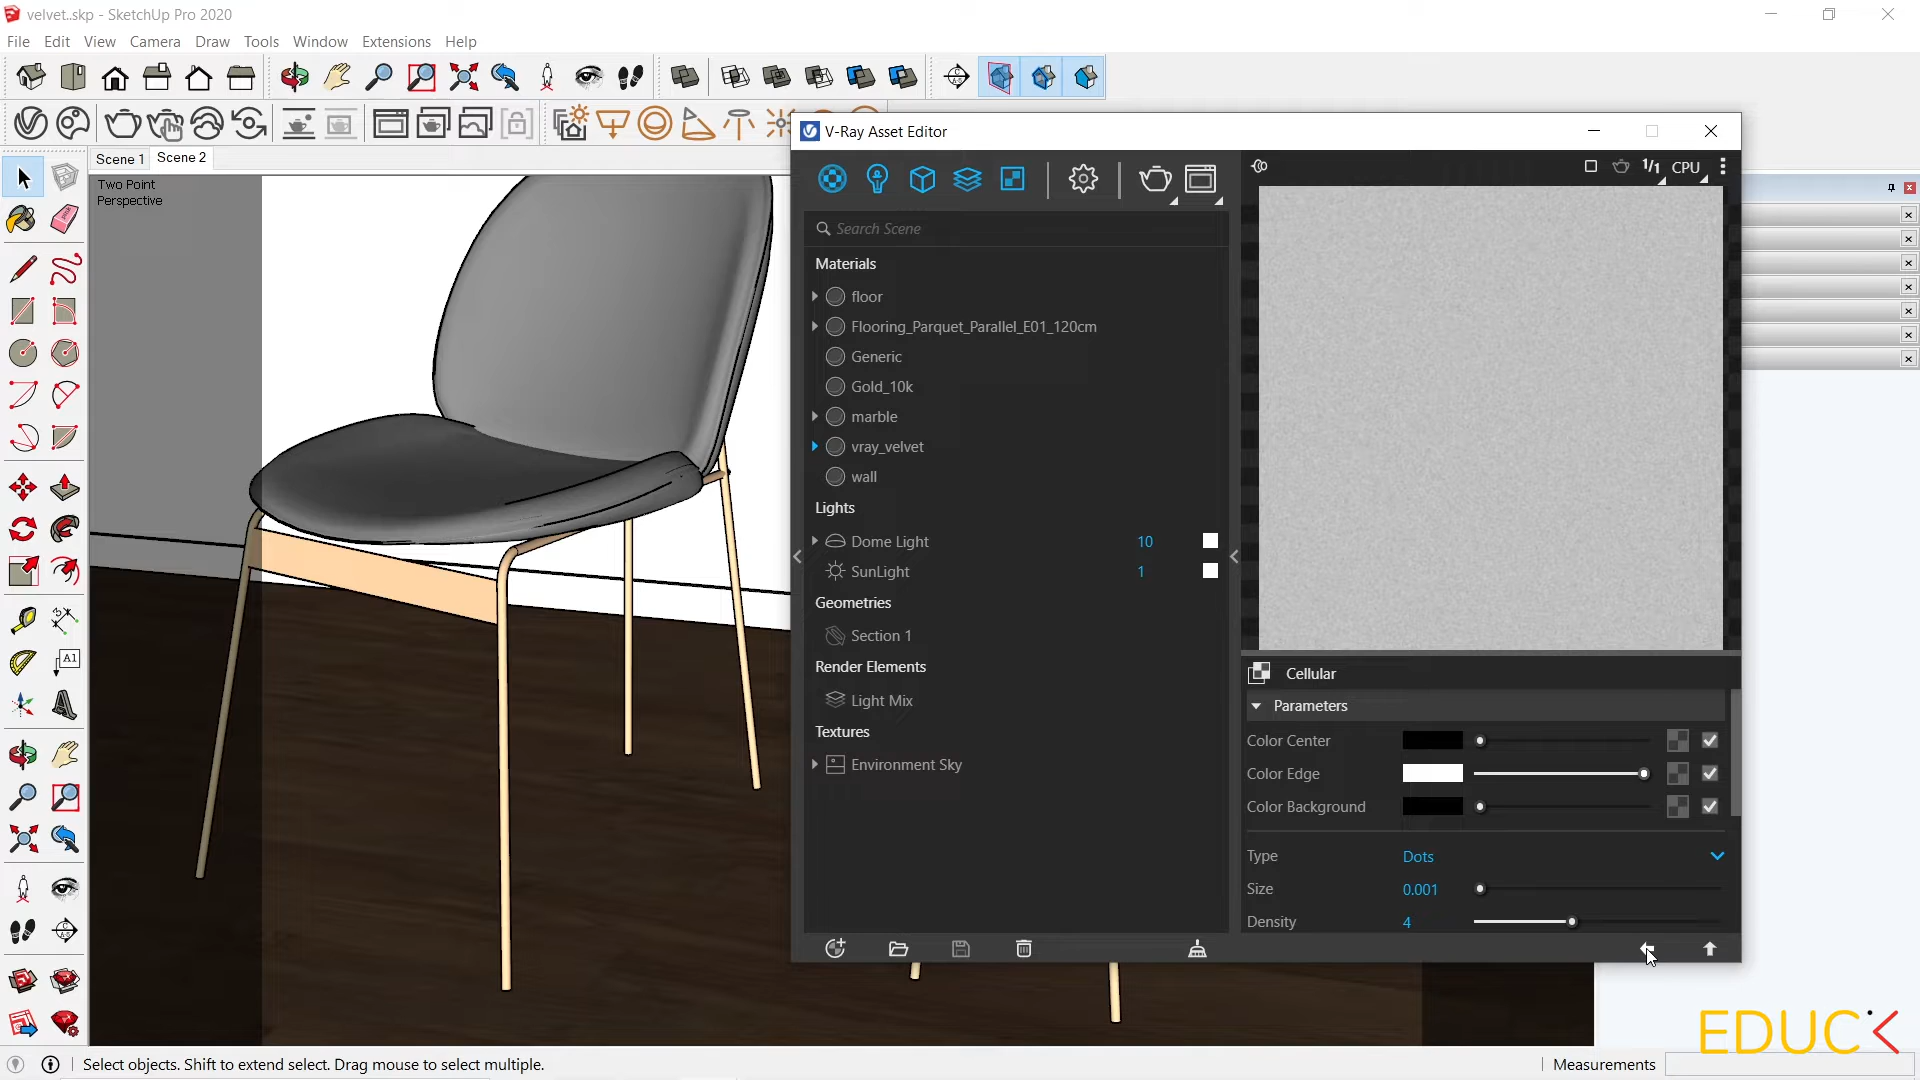 velvet..skp - SketchUp Pro 2020
File Edit View Camera Draw Tools Window Extensions Help
Scene 1 Scene 2
Two Point
Perspective
V-Ray Asset Editor
1/1 CPU
Search Scene
Materials
floor
Flooring_Parquet_Parallel_E01_120cm
Generic
Gold_10k
marble
vray_velvet
wall
Lights
Dome Light 10
SunLight 1
Geometries
Section 1
Render Elements
Light Mix
Textures
Environment Sky
Cellular
Parameters
Color Center
Color Edge
Color Background
Type Dots
Size 0.001
Density 4
A1
EDUCK
Select objects. Shift to extend select. Drag mouse to select multiple.
Measurements